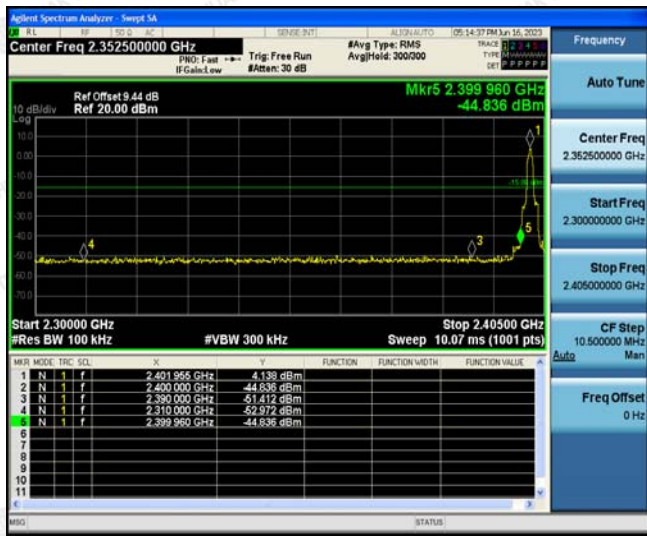 Agilent Spectrum Analyzer - Swept SA
RL RF 50 Ω AC SENSE:INT ALIGN AUTO 05:14:37 PM Jun 16, 2023
Center Freq 2.352500000 GHz
PNO: Fast
IFGain:Low
Trig: Free Run
#Atten: 30 dB
#Avg Type: RMS
Avg|Hold: 300/300
TRACE 1 2 3 4 5 6
TYPE M
DET P P P P P P
Frequency
Mkr5 2.399 960 GHz
-44.836 dBm
Ref Offset 9.44 dB
Ref 20.00 dBm
10 dB/div
Log
10.0
0.00
-10.0
-20.0
-30.0
-40.0
-50.0
-60.0
-70.0
1
3
4
5
Start 2.30000 GHz
Stop 2.40500 GHz
#Res BW 100 kHz
#VBW 300 kHz
Sweep 10.07 ms (1001 pts)
MKR MODE TRC SCL X Y FUNCTION FUNCTION WIDTH FUNCTION VALUE
1 N 1 f 2.401 955 GHz 4.138 dBm
2 N 1 f 2.400 000 GHz -44.836 dBm
3 N 1 f 2.390 000 GHz -51.412 dBm
4 N 1 f 2.310 000 GHz -52.972 dBm
5 N 1 f 2.399 960 GHz -44.836 dBm
6
7
8
9
10
11
MSG
STATUS
Auto Tune
Center Freq
2.352500000 GHz
Start Freq
2.300000000 GHz
Stop Freq
2.405000000 GHz
CF Step
10.500000 MHz
Auto Man
Freq Offset
0 Hz